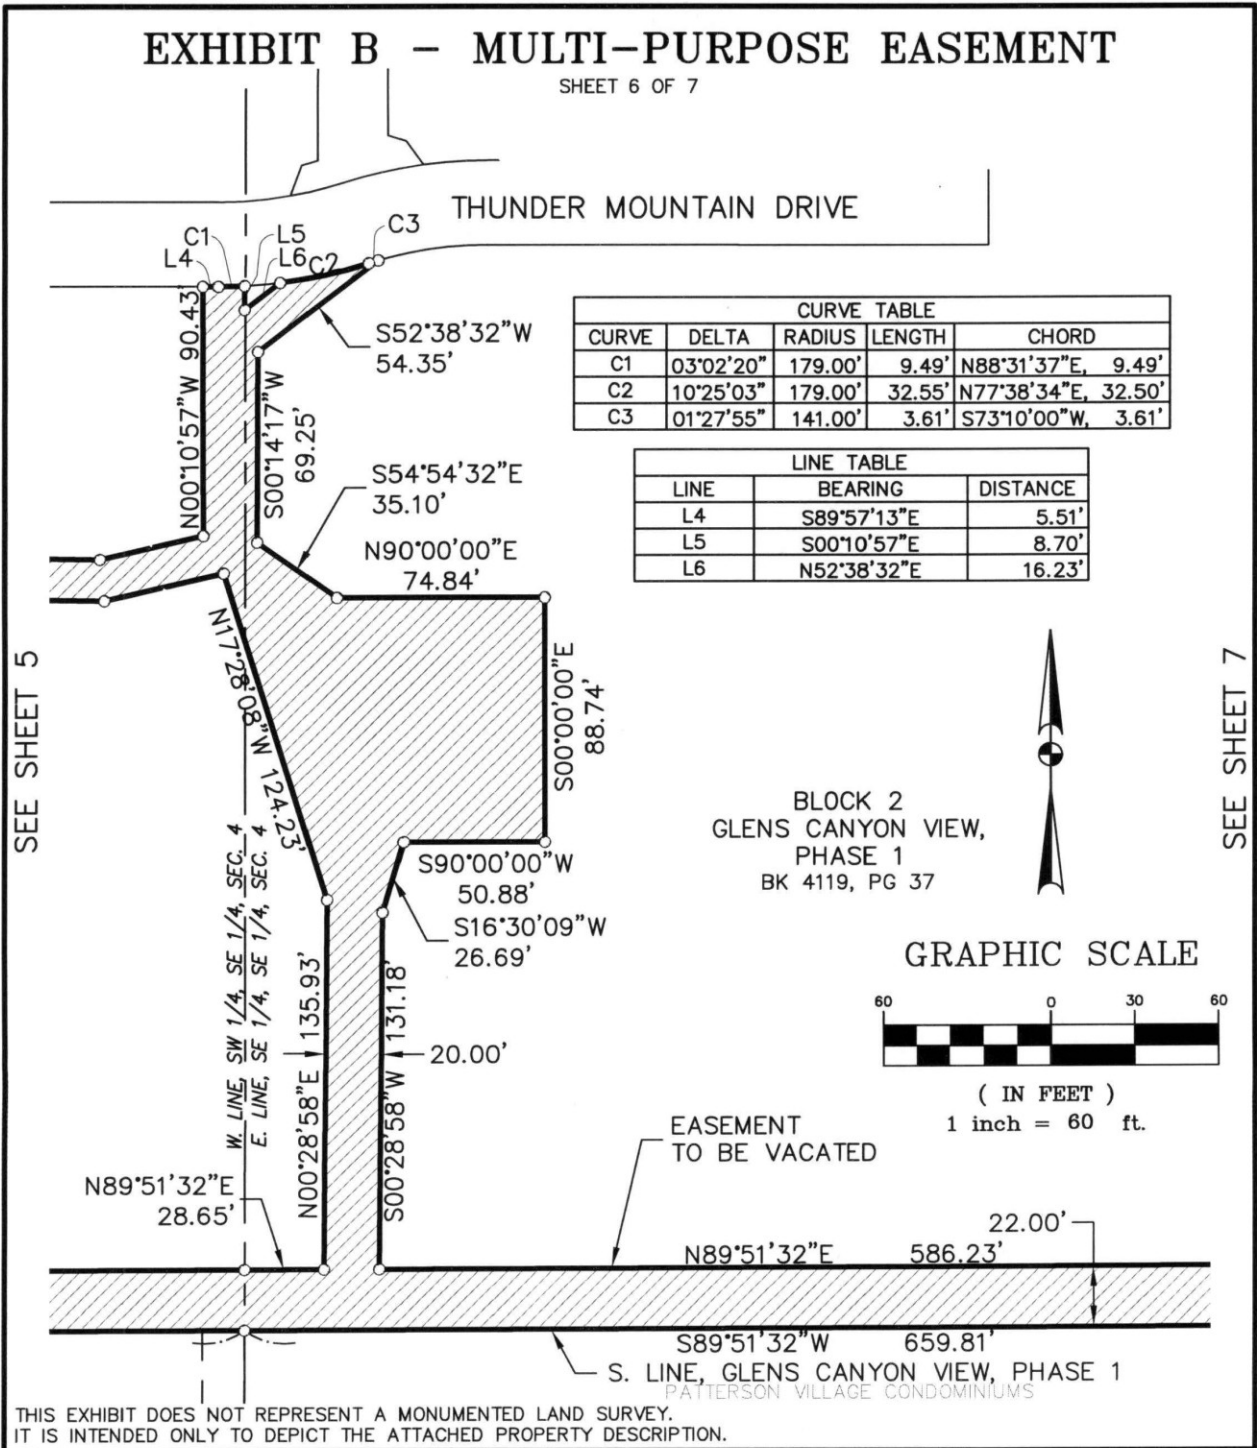 EXHIBIT B - MULTI-PURPOSE EASEMENT
SHEET 6 OF 7
THUNDER MOUNTAIN DRIVE
C1
L5
C3
L4
L6
C2
N00°10'57"W 90.43'
S52°38'32"W
54.35'
S00°14'17"W
69.25'
S54°54'32"E
35.10'
N90°00'00"E
74.84'
CURVE TABLE
CURVE DELTA RADIUS LENGTH CHORD
C1 03°02'20" 179.00' 9.49' N88°31'37"E, 9.49'
C2 10°25'03" 179.00' 32.55' N77°38'34"E, 32.50'
C3 01°27'55" 141.00' 3.61' S73°10'00"W, 3.61'
LINE TABLE
LINE BEARING DISTANCE
L4 S89°57'13"E 5.51'
L5 S00°10'57"E 8.70'
L6 N52°38'32"E 16.23'
SEE SHEET 5
N17°28'08"W 124.23'
S00°00'00"E
88.74'
SEE SHEET 7
BLOCK 2
GLENS CANYON VIEW,
PHASE 1
BK 4119, PG 37
S90°00'00"W
50.88'
S16°30'09"W
26.69'
W. LINE, SW 1/4, SE 1/4, SEC. 4
E. LINE, SE 1/4, SE 1/4, SEC. 4
N00°28'58"E 135.93'
S00°28'58"W 131.18'
20.00'
GRAPHIC SCALE
60 0 30 60
( IN FEET )
1 inch = 60 ft.
EASEMENT
TO BE VACATED
N89°51'32"E
28.65'
22.00'
N89°51'32"E 586.23'
S89°51'32"W 659.81'
S. LINE, GLENS CANYON VIEW, PHASE 1
PATTERSON VILLAGE CONDOMINIUMS
THIS EXHIBIT DOES NOT REPRESENT A MONUMENTED LAND SURVEY.
IT IS INTENDED ONLY TO DEPICT THE ATTACHED PROPERTY DESCRIPTION.